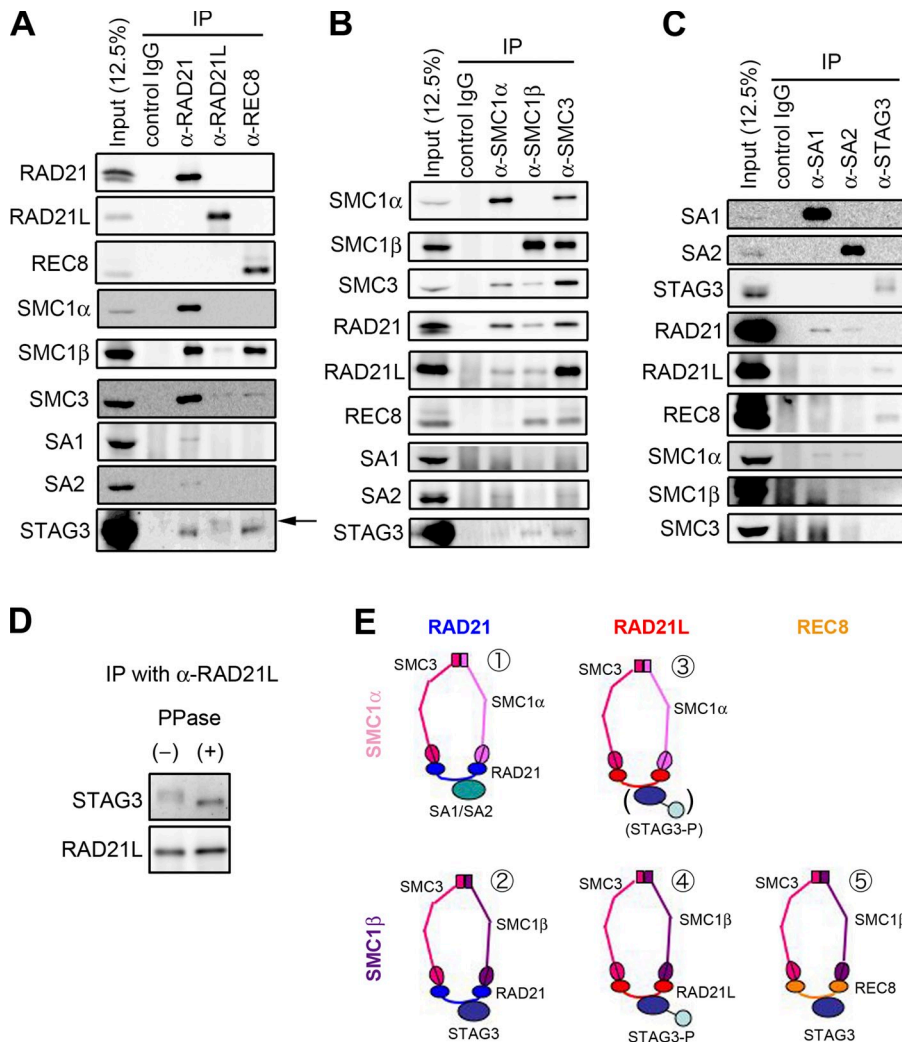 A
IP
Input (12.5%)
control IgG
α-RAD21
α-RAD21L
α-REC8
RAD21
RAD21L
REC8
SMC1α
SMC1β
SMC3
SA1
SA2
STAG3
B
IP
Input (12.5%)
control IgG
α-SMC1α
α-SMC1β
α-SMC3
SMC1α
SMC1β
SMC3
RAD21
RAD21L
REC8
SA1
SA2
STAG3
C
IP
Input (12.5%)
control IgG
α-SA1
α-SA2
α-STAG3
SA1
SA2
STAG3
RAD21
RAD21L
REC8
SMC1α
SMC1β
SMC3
D
IP with α-RAD21L
PPase
(−) (+)
STAG3
RAD21L
E
RAD21 RAD21L REC8
SMC1α
SMC3 ①
SMC1α
RAD21
SA1/SA2
SMC3 ③
SMC1α
( )
(STAG3-P)
SMC1β
SMC3 ②
SMC1β
RAD21
STAG3
SMC3 ④
SMC1β
RAD21L
STAG3-P
SMC3 ⑤
SMC1β
REC8
STAG3